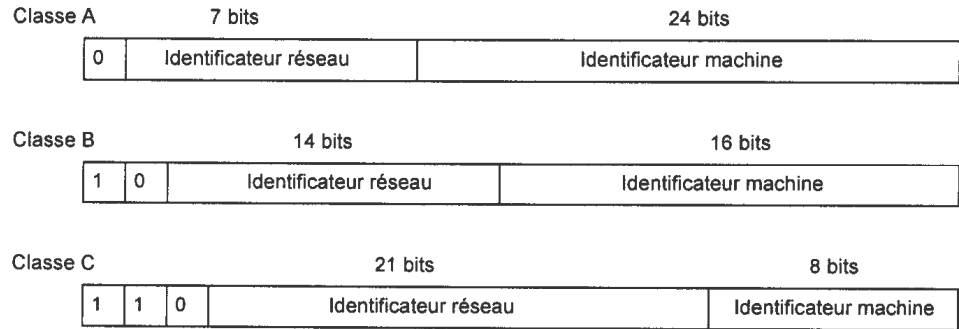 Classe A 7 bits 24 bits
0 Identificateur réseau Identificateur machine
Classe B 14 bits 16 bits
1 0 Identificateur réseau Identificateur machine
Classe C 21 bits 8 bits
1 1 0 Identificateur réseau Identificateur machine